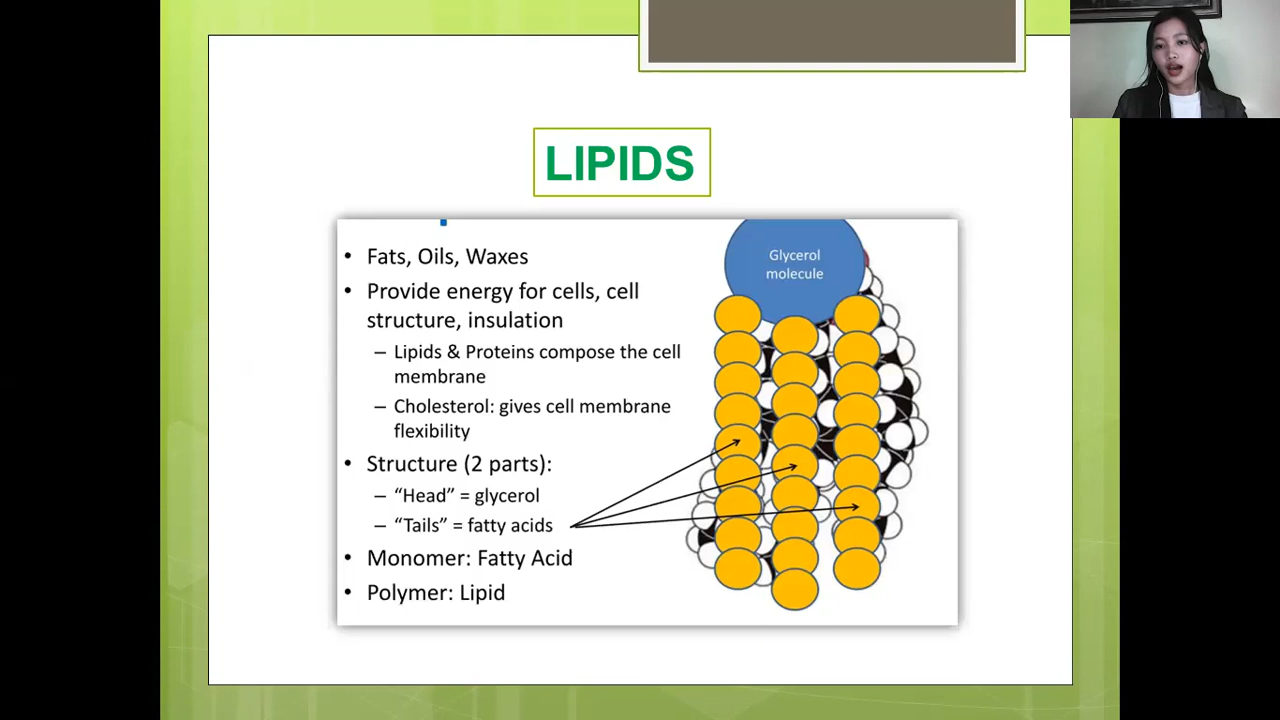 LIPIDS
• Fats, Oils, Waxes
• Provide energy for cells, cell
structure, insulation
– Lipids & Proteins compose the cell
membrane
– Cholesterol: gives cell membrane
flexibility
• Structure (2 parts):
– “Head” = glycerol
– “Tails” = fatty acids
• Monomer: Fatty Acid
• Polymer: Lipid
Glycerol
molecule